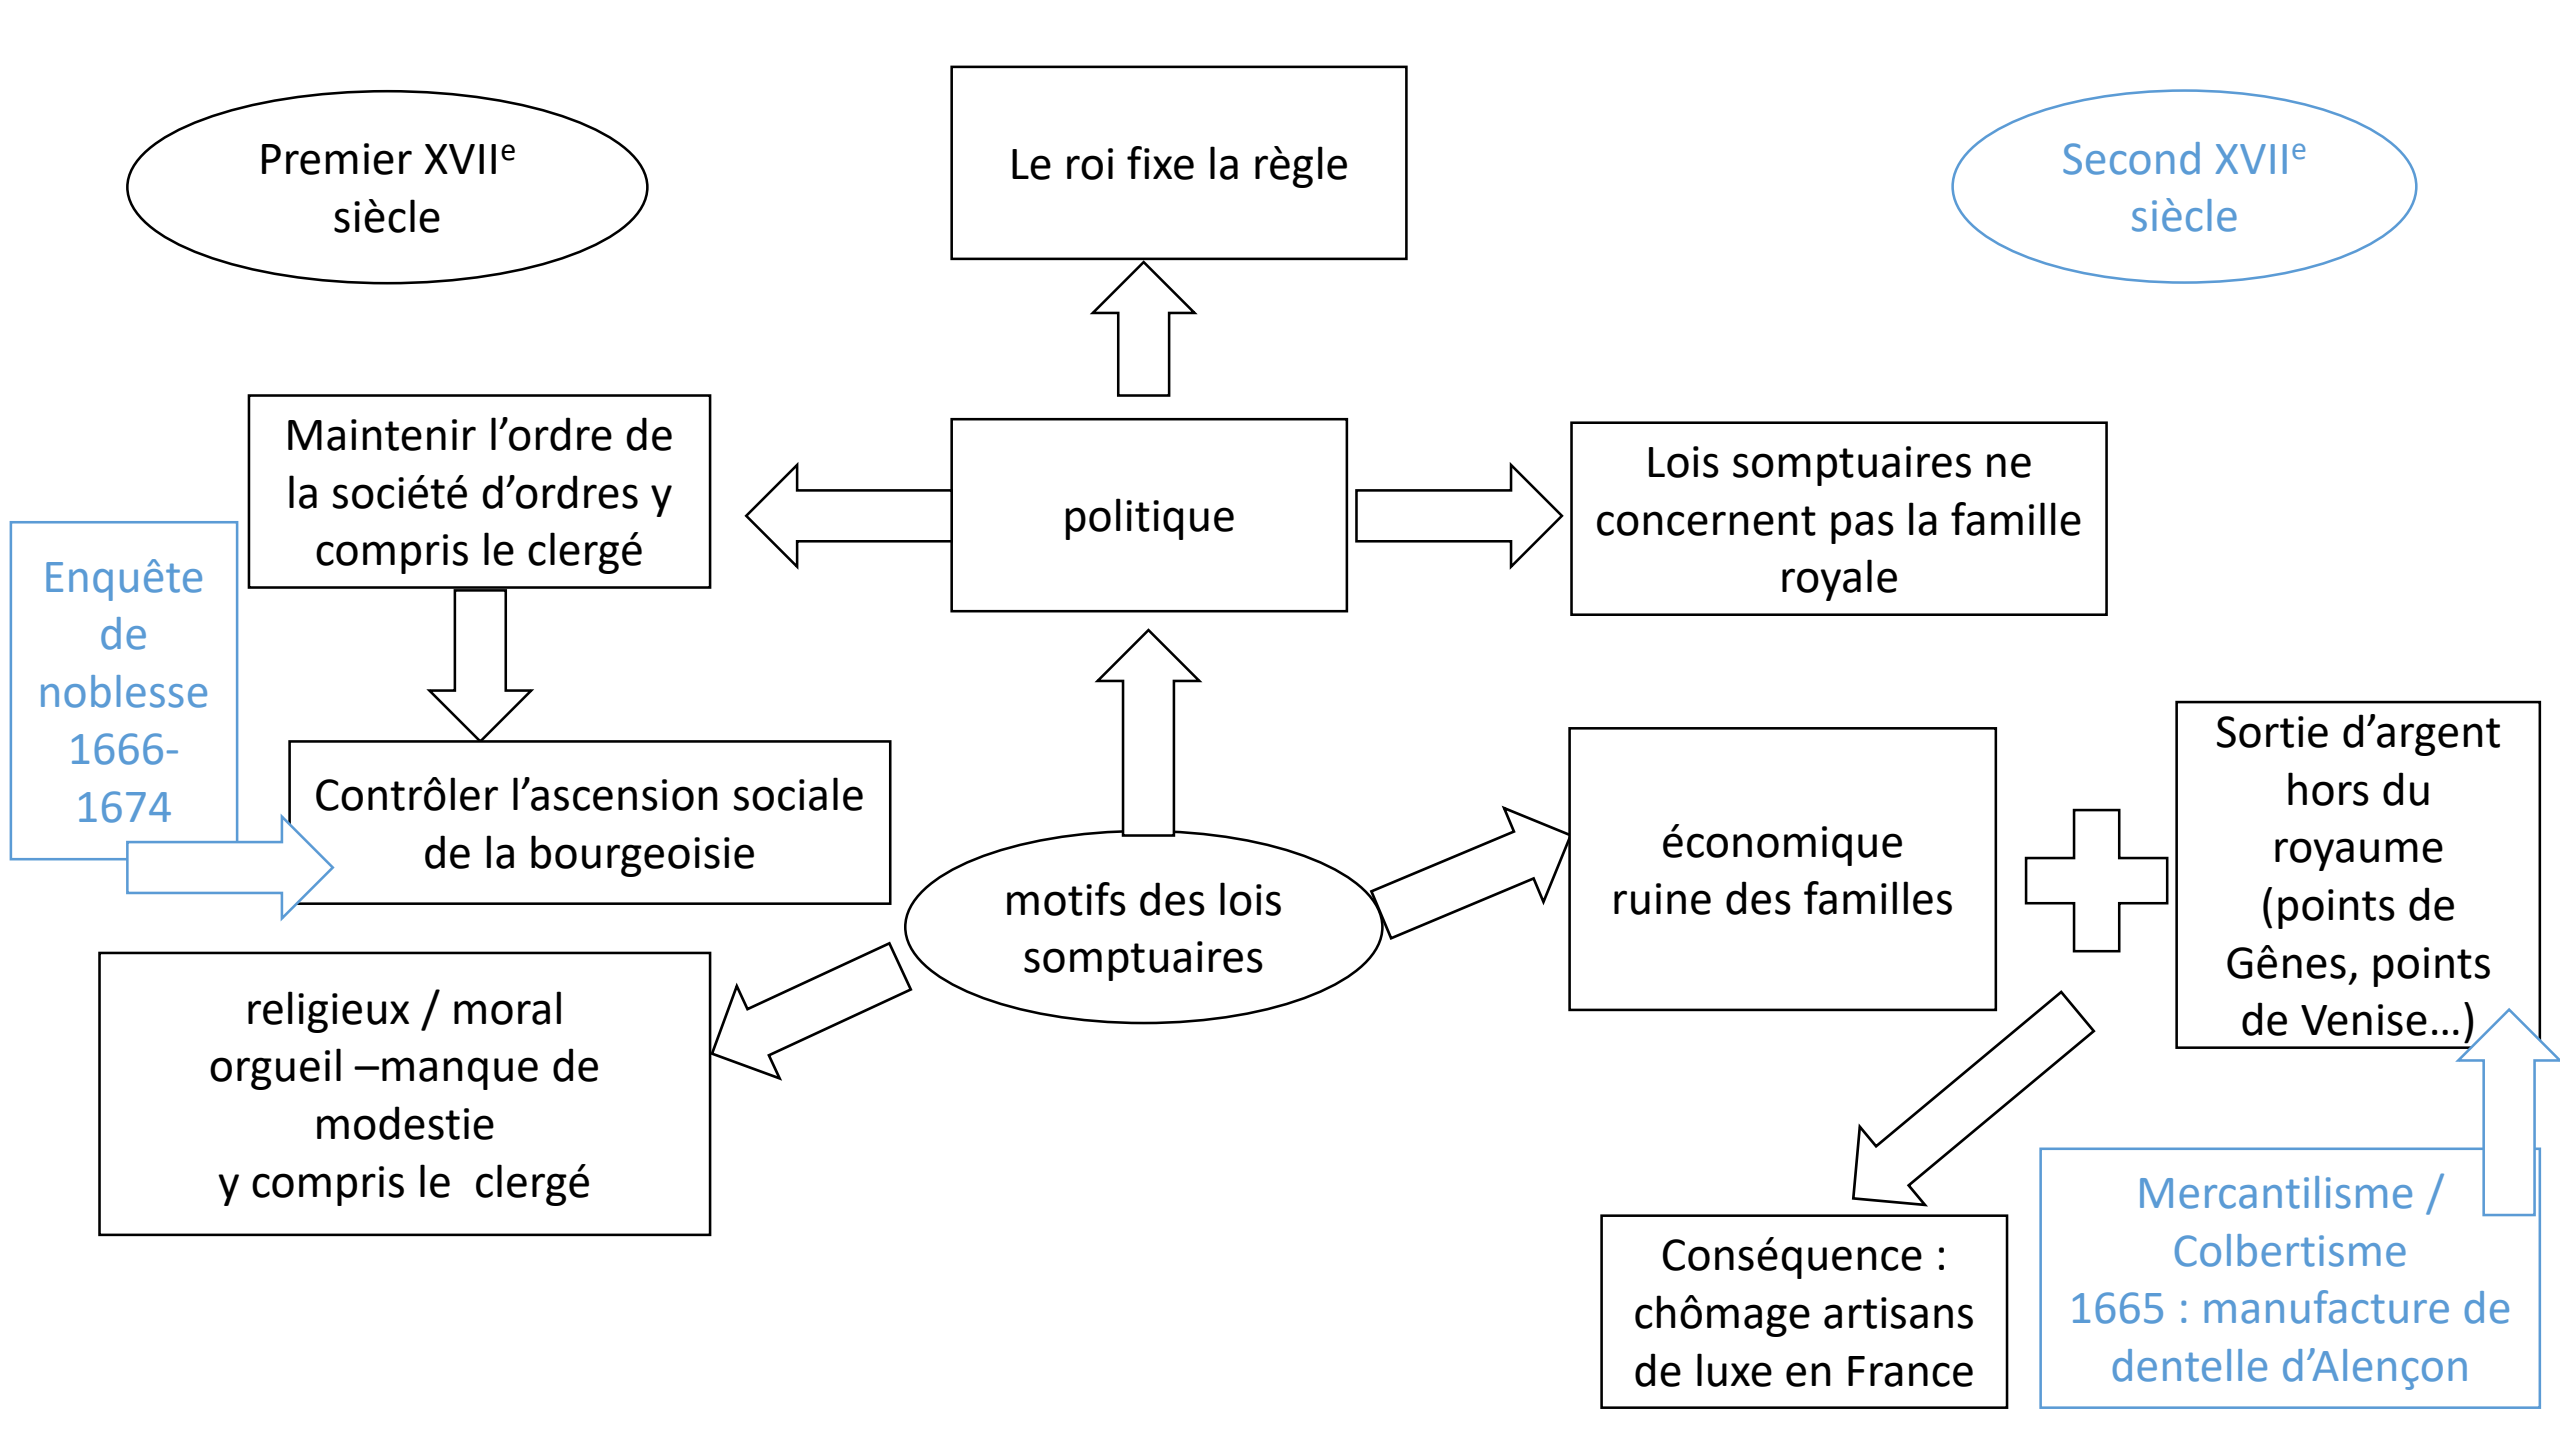 Premier XVIIᵉ
siècle
Le roi fixe la règle
Second XVIIᵉ
siècle
Maintenir l’ordre de
la société d’ordres y
compris le clergé
politique
Lois somptuaires ne
concernent pas la famille
royale
Enquête
de
noblesse
1666-
1674
Contrôler l’ascension sociale
de la bourgeoisie
motifs des lois
somptuaires
économique
ruine des familles
Sortie d’argent
hors du
royaume
(points de
Gênes, points
de Venise…)
religieux / moral
orgueil –manque de
modestie
y compris le  clergé
Conséquence :
chômage artisans
de luxe en France
Mercantilisme /
Colbertisme
1665 : manufacture de
dentelle d’Alençon